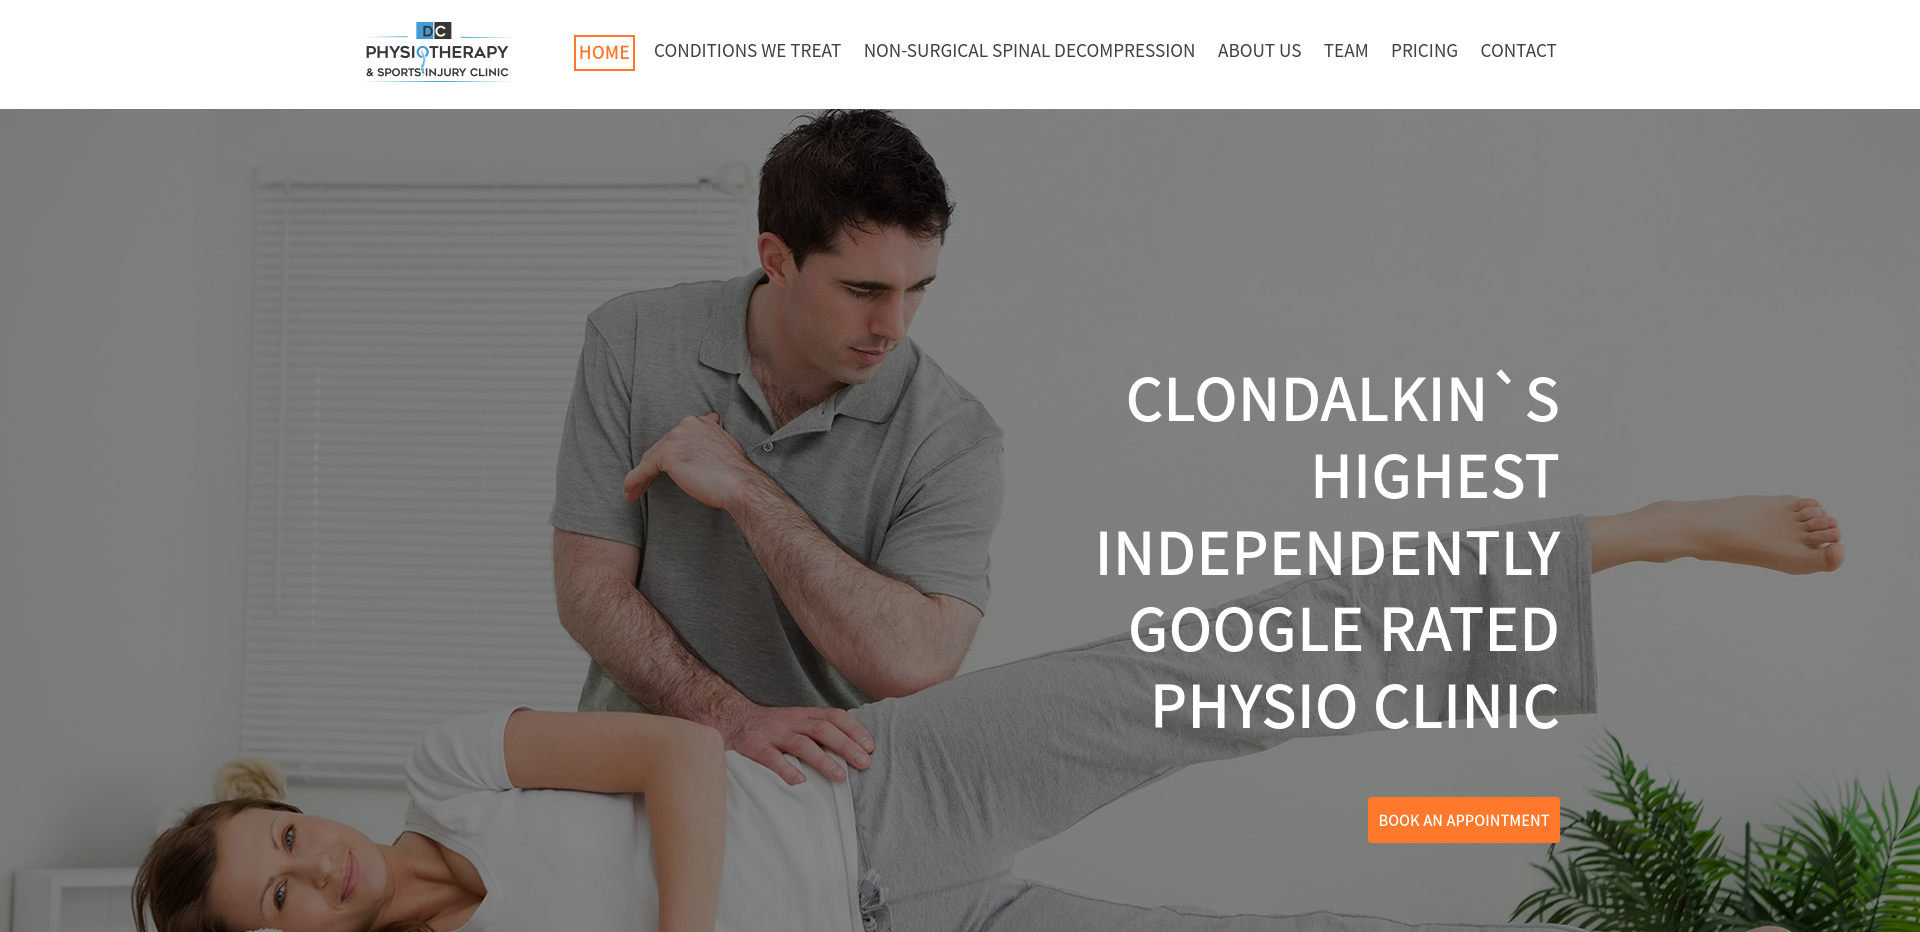 DC
PHYSIOTHERAPY
& SPORTS INJURY CLINIC
HOME
CONDITIONS WE TREAT
NON-SURGICAL SPINAL DECOMPRESSION
ABOUT US
TEAM
PRICING
CONTACT
CLONDALKIN`S
HIGHEST
INDEPENDENTLY
GOOGLE RATED
PHYSIO CLINIC
BOOK AN APPOINTMENT